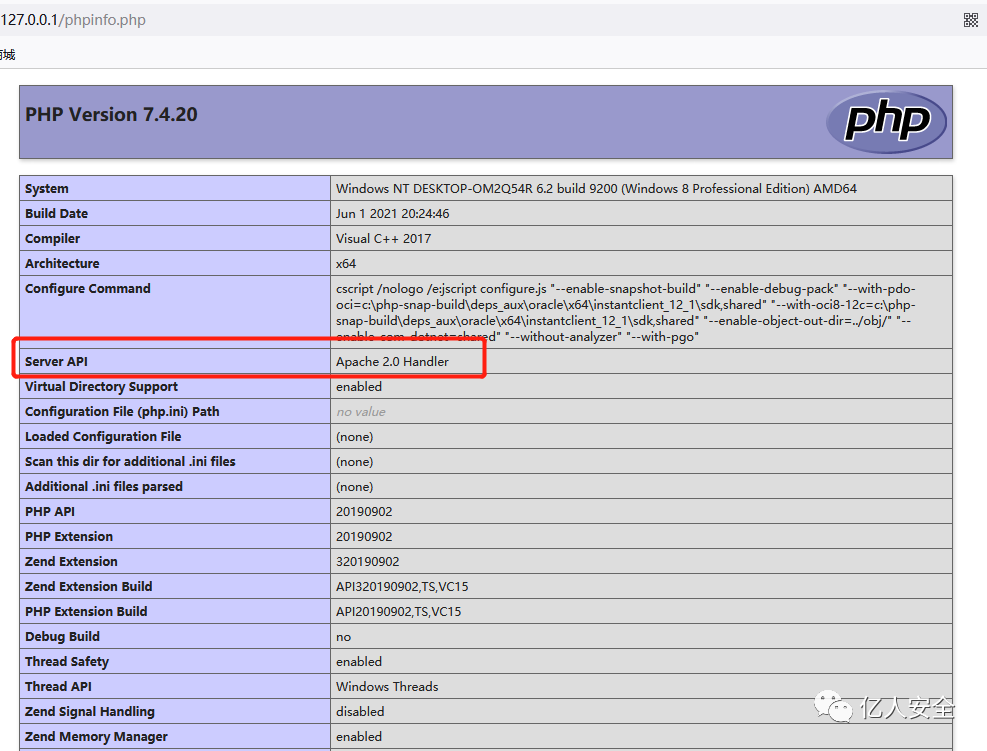 127.0.0.1/phpinfo.php
商城
PHP Version 7.4.20
php
System Windows NT DESKTOP-OM2Q54R 6.2 build 9200 (Windows 8 Professional Edition) AMD64
Build Date Jun 1 2021 20:24:46
Compiler Visual C++ 2017
Architecture x64
Configure Command cscript /nologo /e:jscript configure.js "--enable-snapshot-build" "--enable-debug-pack" "--with-pdo-
oci=c:\php-snap-build\deps_aux\oracle\x64\instantclient_12_1\sdk,shared" "--with-oci8-12c=c:\php-
snap-build\deps_aux\oracle\x64\instantclient_12_1\sdk,shared" "--enable-object-out-dir=../obj/" "--
enable-com-dotnet=shared" "--without-analyzer" "--with-pgo"
Server API Apache 2.0 Handler
Virtual Directory Support enabled
Configuration File (php.ini) Path no value
Loaded Configuration File (none)
Scan this dir for additional .ini files (none)
Additional .ini files parsed (none)
PHP API 20190902
PHP Extension 20190902
Zend Extension 320190902
Zend Extension Build API320190902,TS,VC15
PHP Extension Build API20190902,TS,VC15
Debug Build no
Thread Safety enabled
Thread API Windows Threads
Zend Signal Handling disabled
Zend Memory Manager enabled
亿人安全